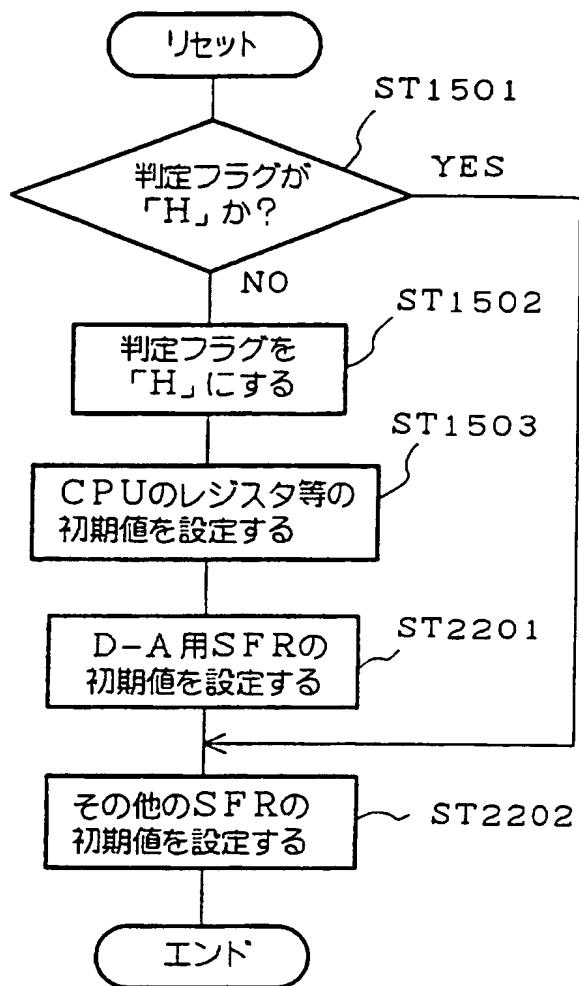 リセット
ST1501
判定フラグが
「H」か?
YES
NO
ST1502
判定フラグを
「H」にする
ST1503
CPUのレジスタ等の
初期値を設定する
ST2201
D-A用SFRの
初期値を設定する
その他のSFRの
初期値を設定する
ST2202
エンド